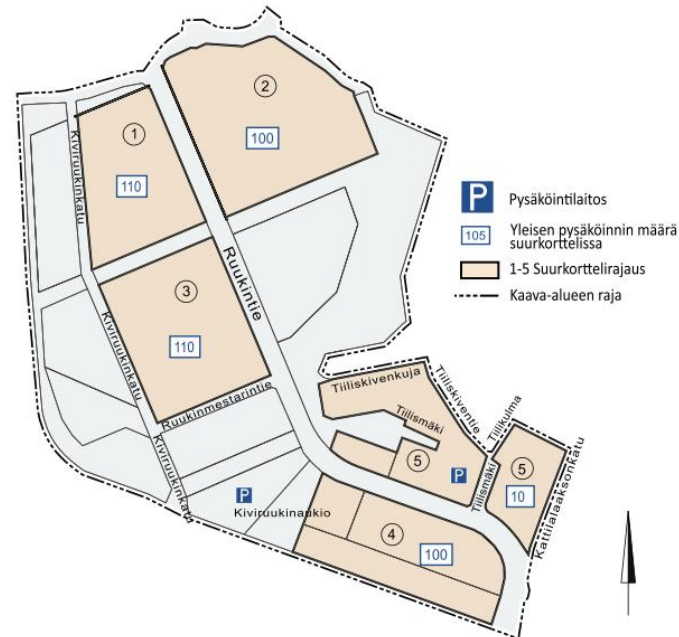 2
100
1
110
Kiviruukinkatu
Ruukintie
3
110
Kiviruukinkatu
Ruukinmestarintie
Kiviruukinkatu
P
Kiviruukinaukio
Tiiliskivenkuja
Tiiliskiventie
Tiilismäki
5
P
Tiilismäki
Tiilikulma
5
10
Kattilalaaksonkatu
4
100
P Pysäköintilaitos
105 Yleisen pysäköinnin määrä
suurkorttelissa
1-5 Suurkorttelirajaus
Kaava-alueen raja